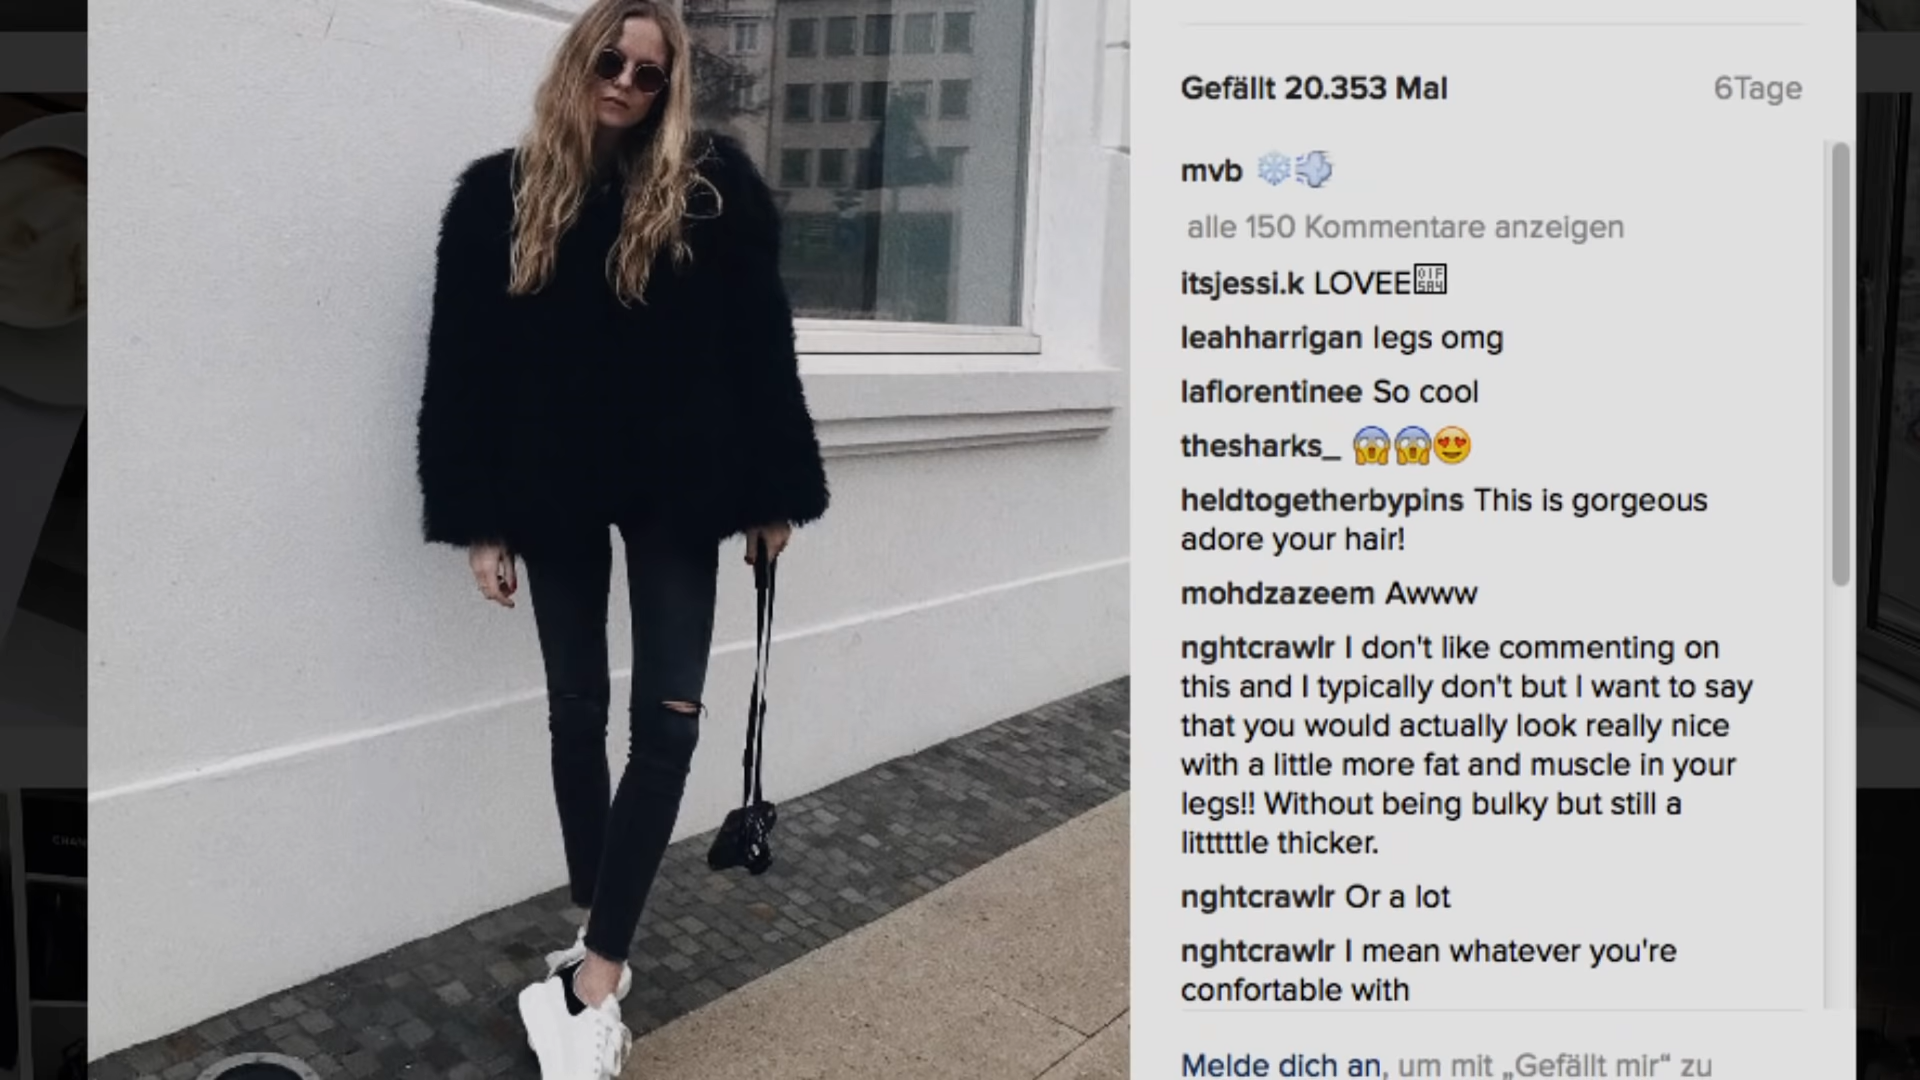 Gefällt 20.353 Mal
6Tage
mvb ❄️💨
alle 150 Kommentare anzeigen
itsjessi.k LOVEE
leahharrigan legs omg
laflorentinee So cool
thesharks_ 😱😱😍
heldtogetherbypins This is gorgeous
adore your hair!
mohdzazeem Awww
nghtcrawlr I don't like commenting on
this and I typically don't but I want to say
that you would actually look really nice
with a little more fat and muscle in your
legs!! Without being bulky but still a
litttttle thicker.
nghtcrawlr Or a lot
nghtcrawlr I mean whatever you're
confortable with
Melde dich an, um mit „Gefällt mir“ zu